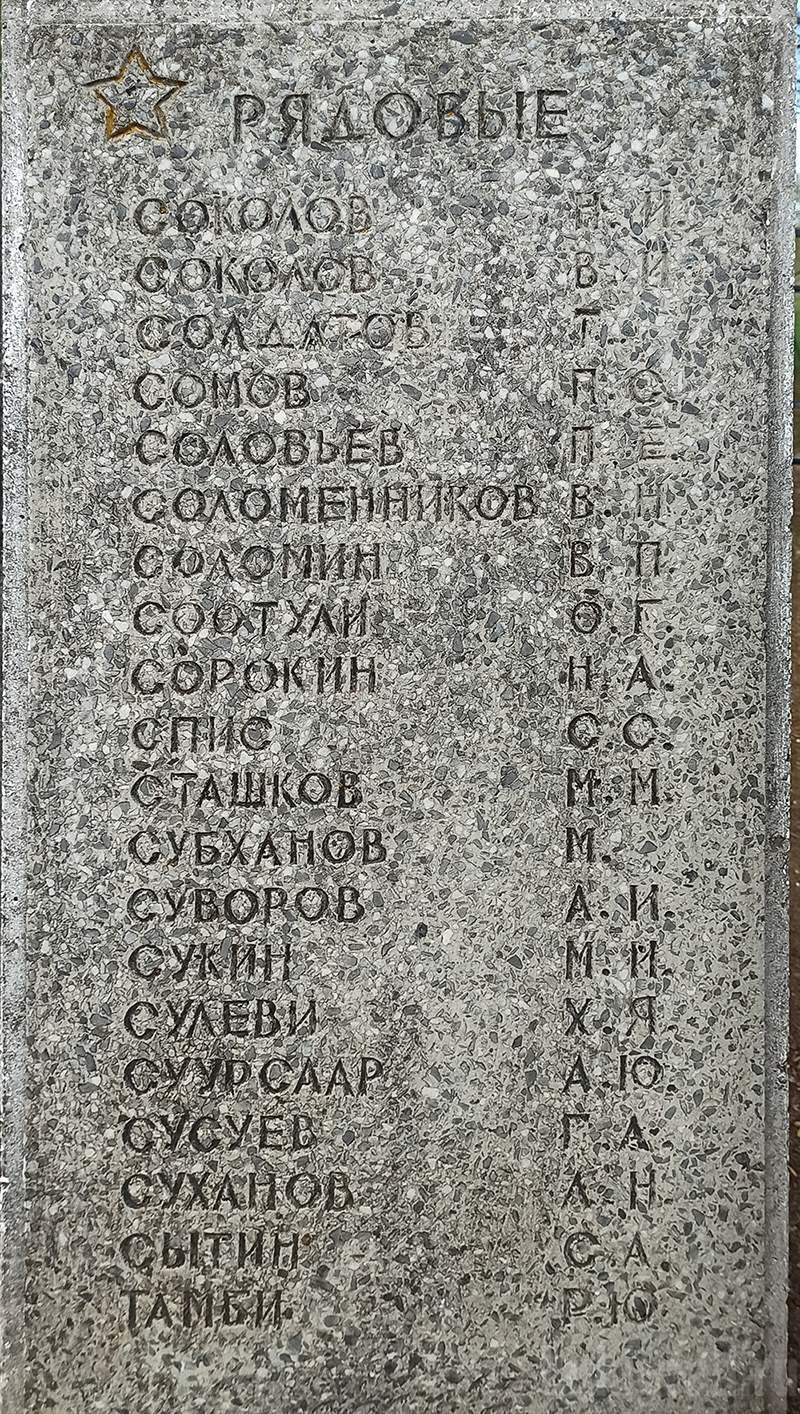 РЯДОВЫЕ
СОКОЛОВ Н. И
СОКОЛОВ В. И
СОЛДАТОВ Т.
СОМОВ П. С.
СОЛОВЬЕВ П Е.
СОЛОМЕННИКОВ В. Н
СОЛОМИН В. П.
СООТУЛИ О. Г.
СОРОКИН Н. А.
СПИС С. С.
СТАШКОВ М. М.
СУБХАНОВ М.
СУВОРОВ А. И.
СУКИН М. И.
СУЛЕВИ Х. Я.
СУУРСААР А. Ю.
СУСУЕВ Г. А.
СУХАНОВ А. Н.
СЫТИН С. А
ТАМБИ Р. Ю